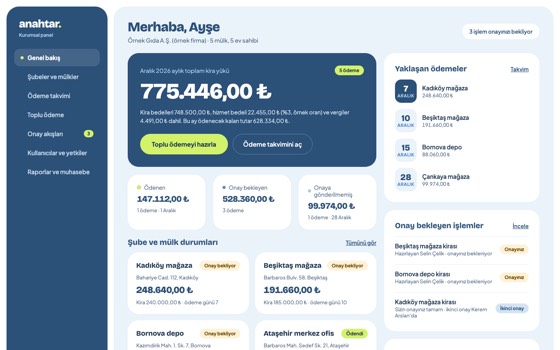 anahtar.
Kurumsal panel
Genel bakış
Şubeler ve mülkler
Ödeme takvimi
Toplu ödeme
Onay akışları
3
Kullanıcılar ve yetkiler
Raporlar ve muhasebe
Merhaba, Ayşe
Örnek Gıda A.Ş. (örnek firma) · 5 mülk, 5 ev sahibi
3 işlem onayınızı bekliyor
Aralık 2026 aylık toplam kira yükü
5 ödeme
775.446,00 ₺
Kira bedelleri 748.500,00 ₺, hizmet bedeli 22.455,00 ₺ (%3, örnek oran) ve vergiler
4.491,00 ₺ dahil. Bu ay ödenecek kalan tutar 628.334,00 ₺.
Toplu ödemeyi hazırla
Ödeme takvimini aç
Ödenen
147.112,00 ₺
1 ödeme · 1 Aralık
Onay bekleyen
528.360,00 ₺
3 ödeme
Onaya
gönderilmemiş
99.974,00 ₺
1 ödeme · 28 Aralık
Şube ve mülk durumları
Tümünü gör
Kadıköy mağaza
Onay bekliyor
Bahariye Cad. 112, Kadıköy
248.640,00 ₺
Kira 240.000,00 ₺ · ödeme günü 7
Beşiktaş mağaza
Onay bekliyor
Barbaros Bulv. 58, Beşiktaş
191.660,00 ₺
Kira 185.000,00 ₺ · ödeme günü 10
Bornova depo
Onay bekliyor
Kazımdirik Mah. 1. Sk. 7, Bornova
Ataşehir merkez ofis
Ödendi
Barbaros Mah. Sedef Sk. 21, Ataşehir
Yaklaşan ödemeler
Takvim
7
ARALIK
Kadıköy mağaza
248.640,00 ₺
10
ARALIK
Beşiktaş mağaza
191.660,00 ₺
15
ARALIK
Bornova depo
88.060,00 ₺
28
ARALIK
Çankaya mağaza
99.974,00 ₺
Onay bekleyen işlemler
İncele
Beşiktaş mağaza kirası
Hazırlayan Selin Çelik · onayınız bekleniyor
Onayınız
Bornova depo kirası
Hazırlayan Selin Çelik · onayınız bekleniyor
Onayınız
Kadıköy mağaza kirası
Sizin onayınız tamam · ikinci onay Kerem
Arslan'da
İkinci onay